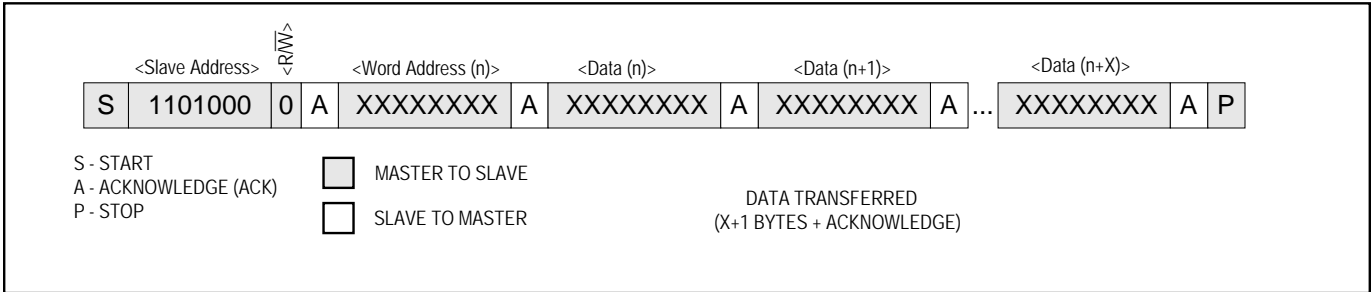 <R/W̅>
<Slave Address> <Word Address (n)> <Data (n)> <Data (n+1)> <Data (n+X)>
S 1101000 0 A XXXXXXXX A XXXXXXXX A XXXXXXXX A ... XXXXXXXX A P
S - START
A - ACKNOWLEDGE (ACK)
P - STOP
MASTER TO SLAVE
SLAVE TO MASTER
DATA TRANSFERRED
(X+1 BYTES + ACKNOWLEDGE)